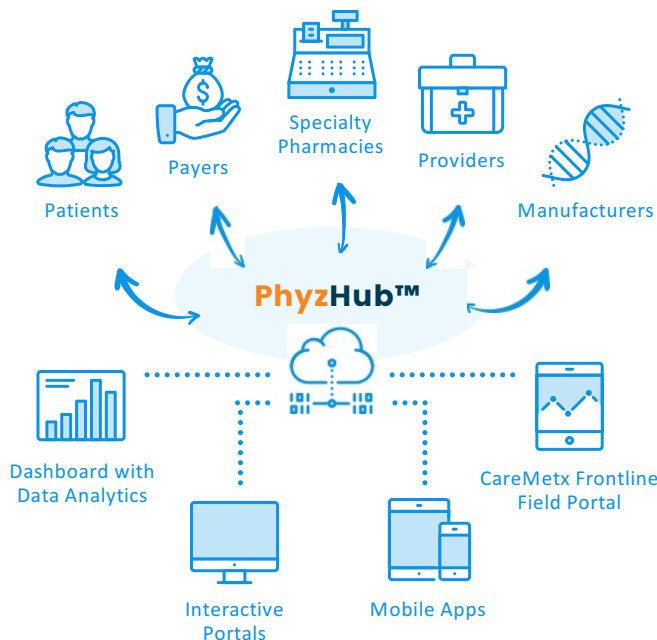 Specialty
Pharmacies
Payers
Providers
Patients
Manufacturers
$
PhyzHub™
Dashboard with
Data Analytics
CareMetx Frontline
Field Portal
Interactive
Portals
Mobile Apps